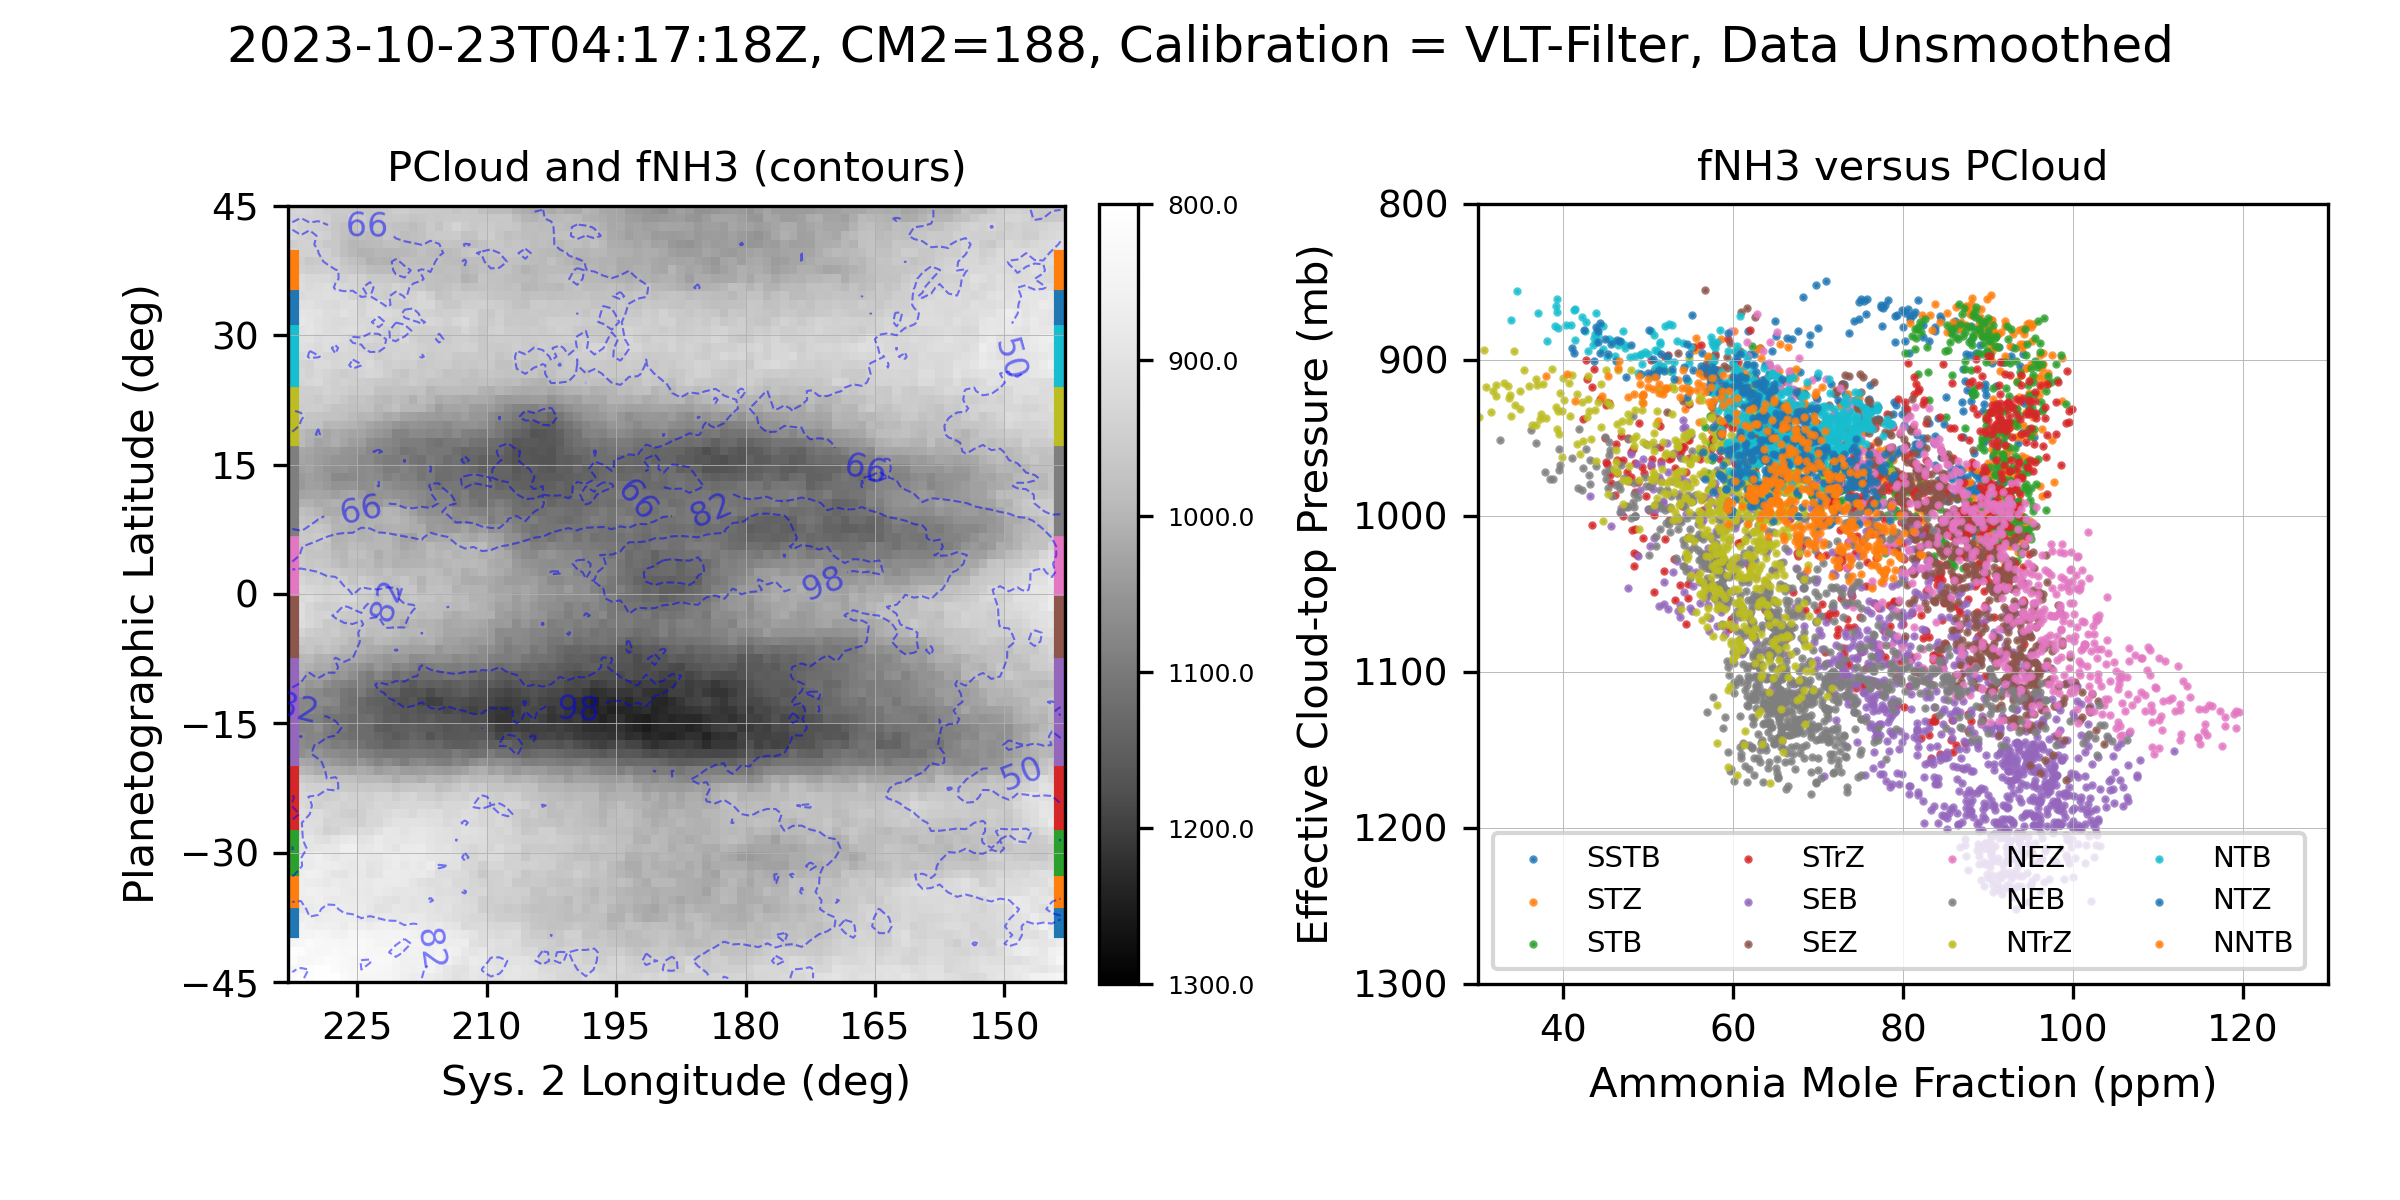 2023-10-23T04:17:18Z, CM2=188, Calibration = VLT-Filter, Data Unsmoothed
PCloud and fNH3 (contours)
Planetographic Latitude (deg)
45
30
15
0
−15
−30
−45
225
210
195
180
165
150
Sys. 2 Longitude (deg)
66
50
66
66
66
82
98
82
82
98
50
82
800.0
900.0
1000.0
1100.0
1200.0
1300.0
fNH3 versus PCloud
Effective Cloud-top Pressure (mb)
800
900
1000
1100
1200
1300
40
60
80
100
120
Ammonia Mole Fraction (ppm)
SSTB
STZ
STB
STrZ
SEB
SEZ
NEZ
NEB
NTrZ
NTB
NTZ
NNTB